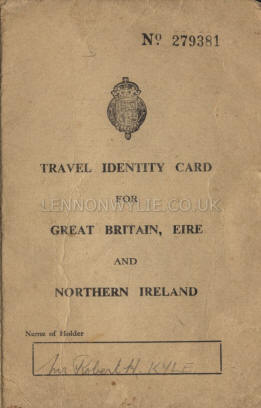 Nº 279381
TRAVEL IDENTITY CARD
FOR
LENNONWYLIE.CO.UK
GREAT BRITAIN, EIRE
AND
NORTHERN IRELAND
Name of Holder
Robert H. KYLE